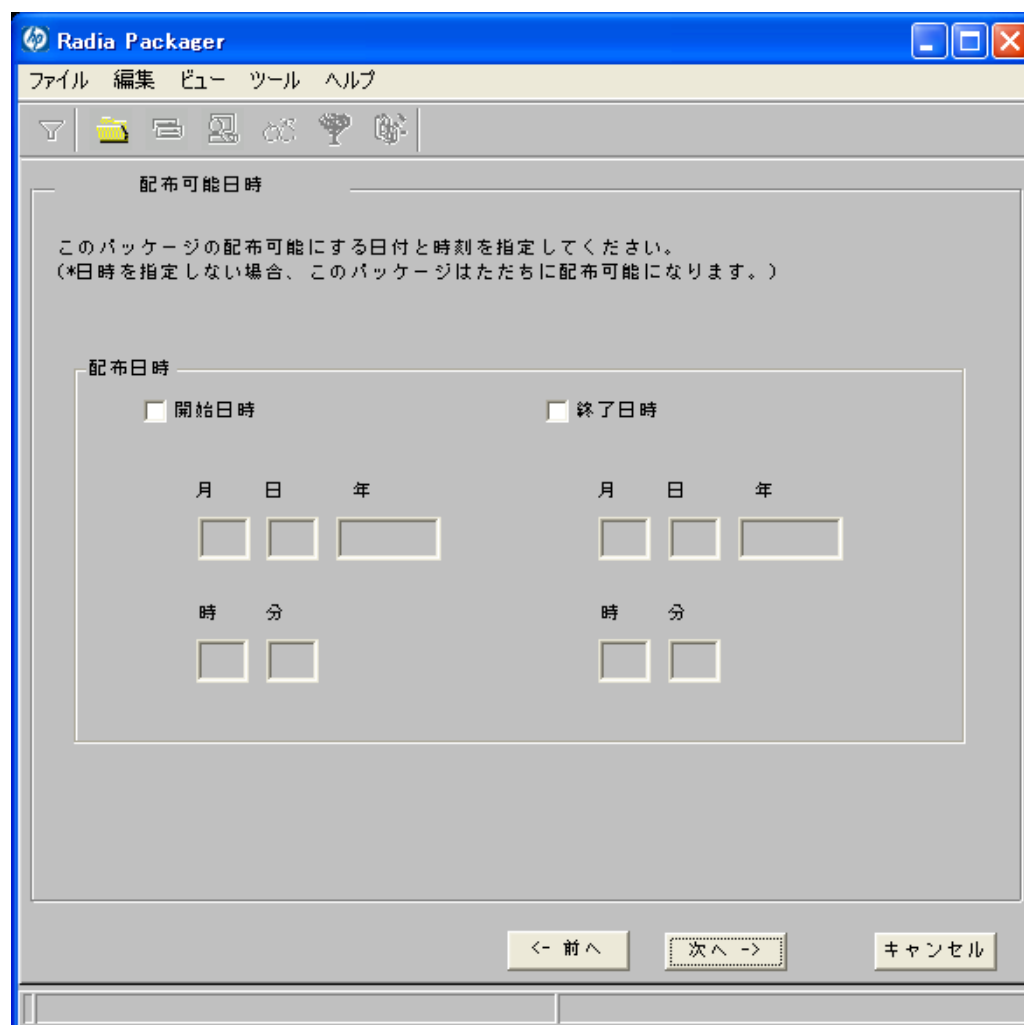 Radia Packager
ファイル 編集 ビュー ツール ヘルプ
配布可能日時
このパッケージの配布可能にする日付と時刻を指定してください。
(*日時を指定しない場合、このパッケージはただちに配布可能になります。)
配布日時
開始日時 終了日時
月 日 年 月 日 年
時 分 時 分
<- 前へ 次へ -> キャンセル